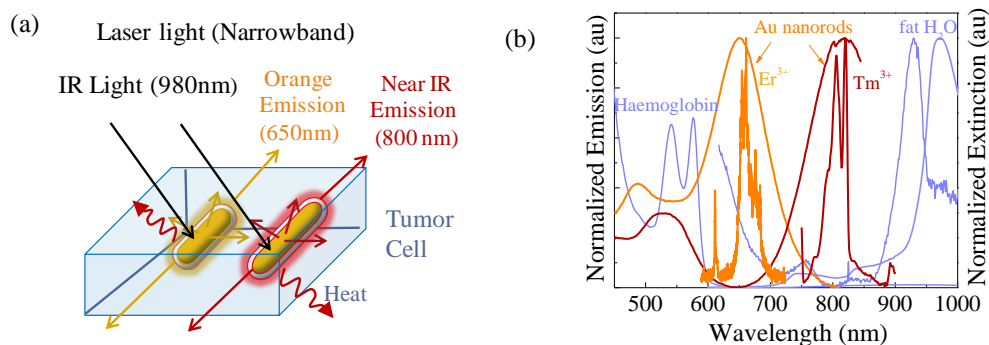 (a)
Laser light (Narrowband)
IR Light (980nm)
Orange
Emission
(650nm)
Near IR
Emission
(800 nm)
Tumor
Cell
Heat
(b)
Normalized Emission (au)
Au nanorods
fat H2O
Er3+
Tm3+
Haemoglobin
500 600 700 800 900 1000
Wavelength (nm)
Normalized Extinction (au)